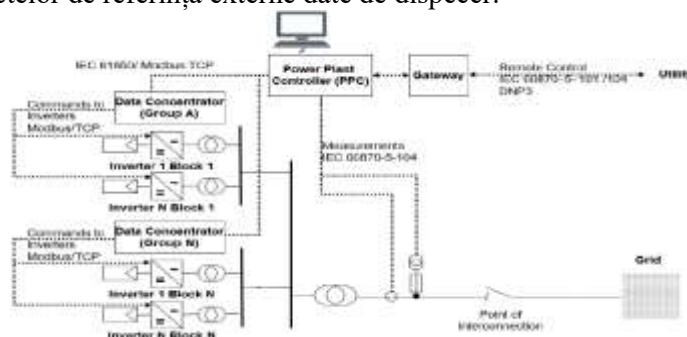 de referință externe date de dispecer.
IEC 61850/ Modbus TCP
Power Plant
Controller (PPC)
Gateway
Remote Control
IEC 60870-5-101/104
DNP3
Commands to
Inverters
Modbus/TCP
Data Concentrator
(Group A)
Inverter 1 Block 1
Inverter N Block 1
Measurements
IEC 60870-5-104
Commands to
Inverters
Modbus/TCP
Data Concentrator
(Group N)
Inverter 1 Block N
Inverter N Block N
Grid
Point of
Interconnection